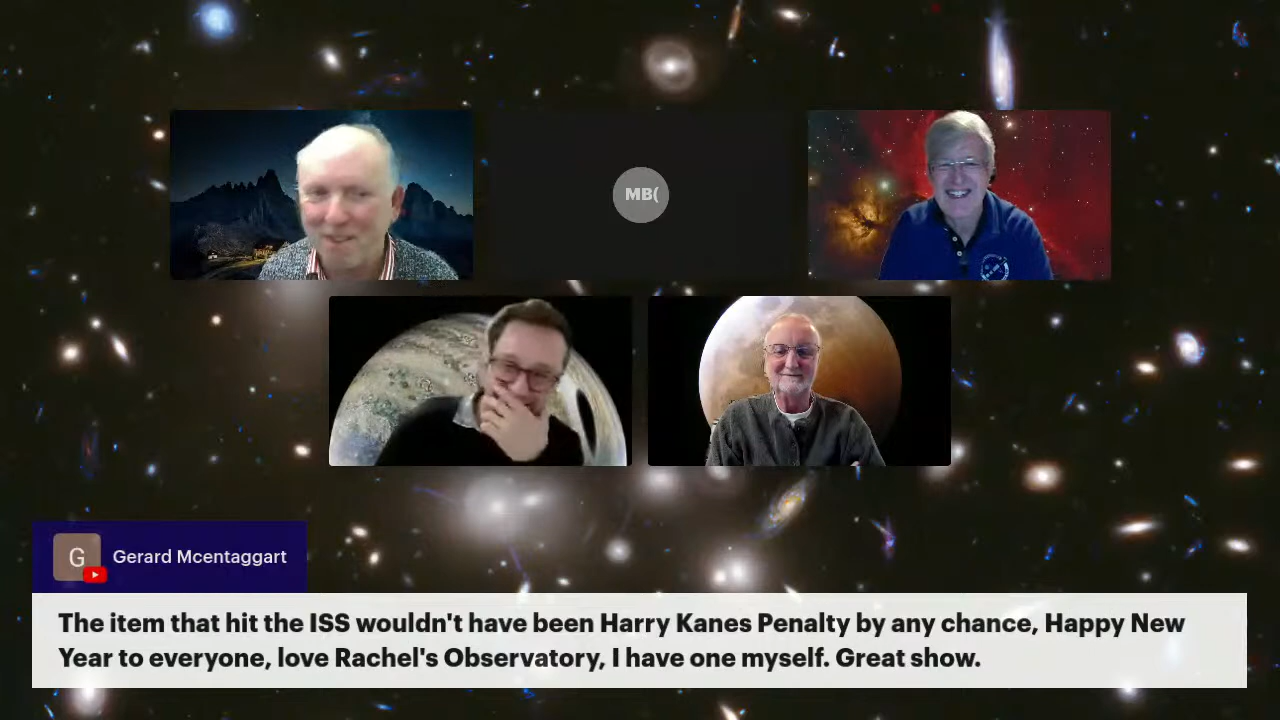 MB(
G
Gerard Mcentaggart
The item that hit the ISS wouldn't have been Harry Kanes Penalty by any chance, Happy New
Year to everyone, love Rachel's Observatory, I have one myself. Great show.